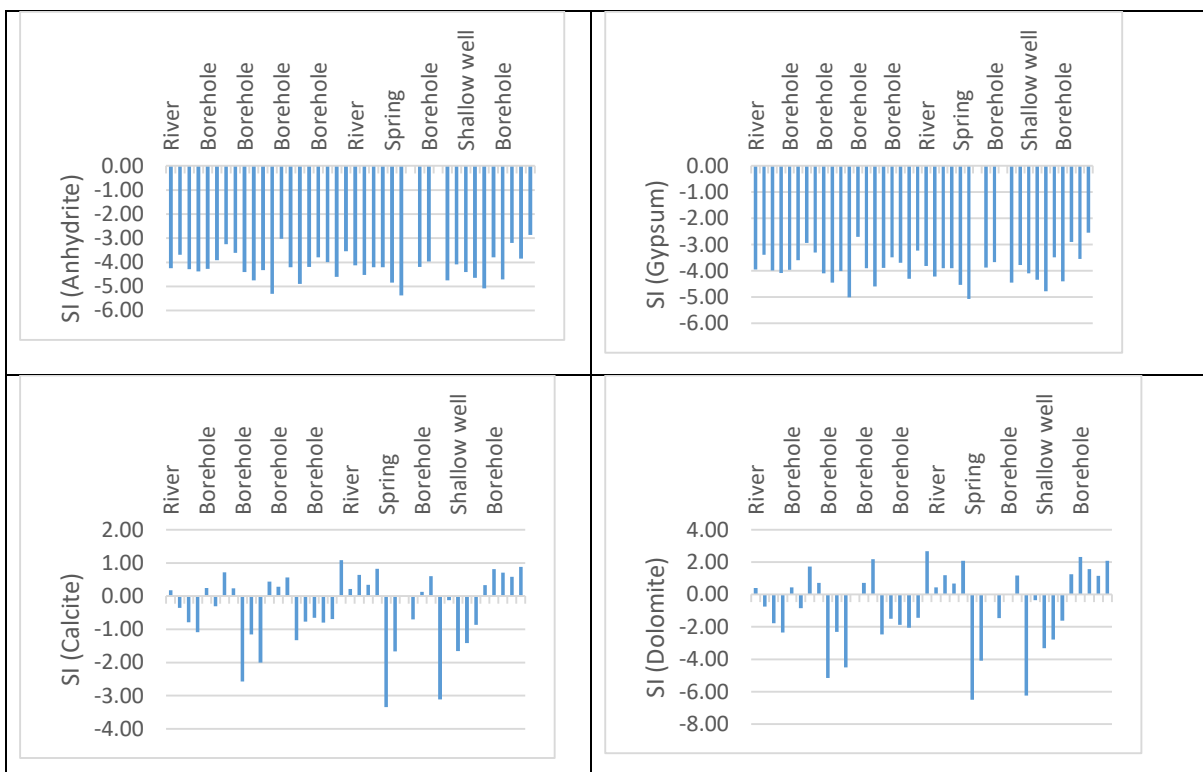 River
Borehole
Borehole
Borehole
Borehole
River
Spring
Borehole
Shallow well
Borehole
0.00
-1.00
-2.00
-3.00
-4.00
-5.00
-6.00
SI (Anhydrite)
River
Borehole
Borehole
Borehole
Borehole
River
Spring
Borehole
Shallow well
Borehole
0.00
-1.00
-2.00
-3.00
-4.00
-5.00
-6.00
SI (Gypsum)
River
Borehole
Borehole
Borehole
Borehole
River
Spring
Borehole
Shallow well
Borehole
2.00
1.00
0.00
-1.00
-2.00
-3.00
-4.00
SI (Calcite)
River
Borehole
Borehole
Borehole
Borehole
River
Spring
Borehole
Shallow well
Borehole
4.00
2.00
0.00
-2.00
-4.00
-6.00
-8.00
SI (Dolomite)